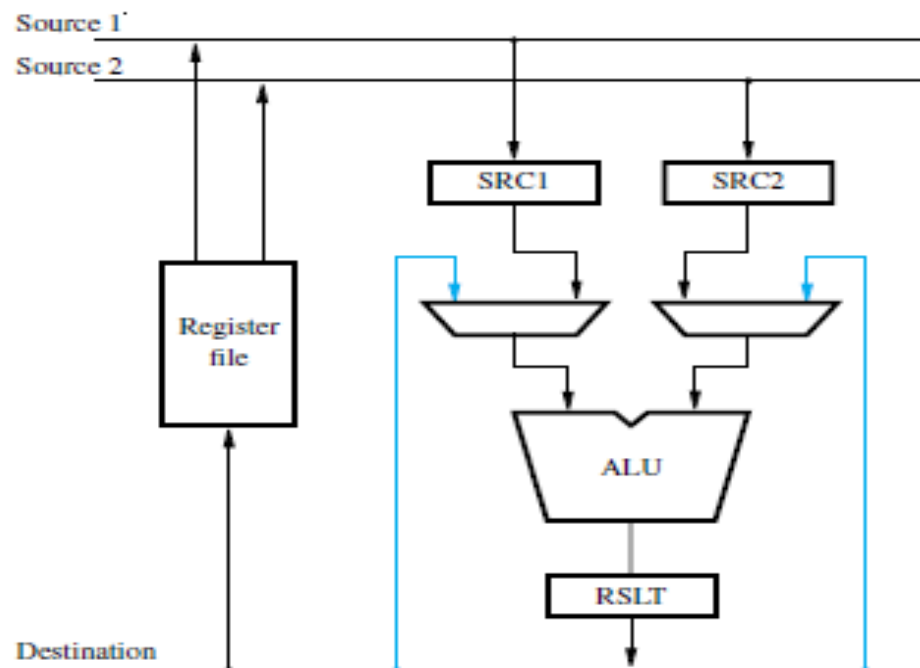 Source 1
Source 2
SRC1
SRC2
Register
file
ALU
RSLT
Destination